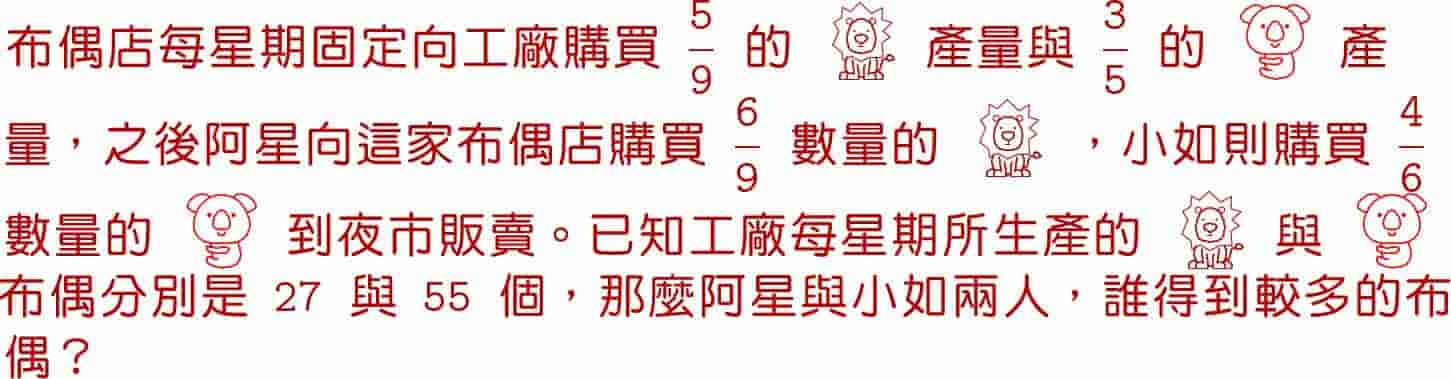 布偶店每星期固定向工廠購買 5/9 的 產量與 3/5 的 產
量，之後阿星向這家布偶店購買 6/9 數量的 ，小如則購買 4/6
數量的 到夜市販賣。已知工廠每星期所生產的 與
布偶分別是 27 與 55 個，那麼阿星與小如兩人，誰得到較多的布
偶？